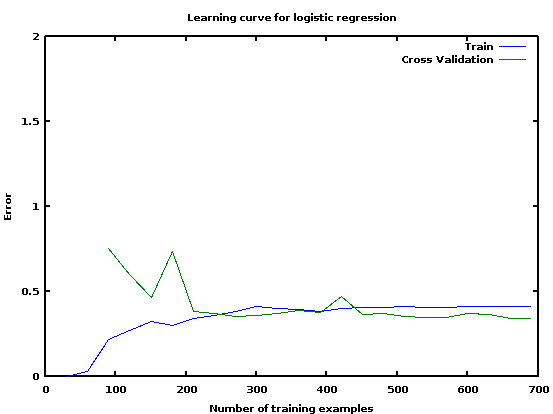 Learning curve for logistic regression
2
Train
Cross Validation
1.5
Error
1
0.5
0
0 100 200 300 400 500 600 700
Number of training examples